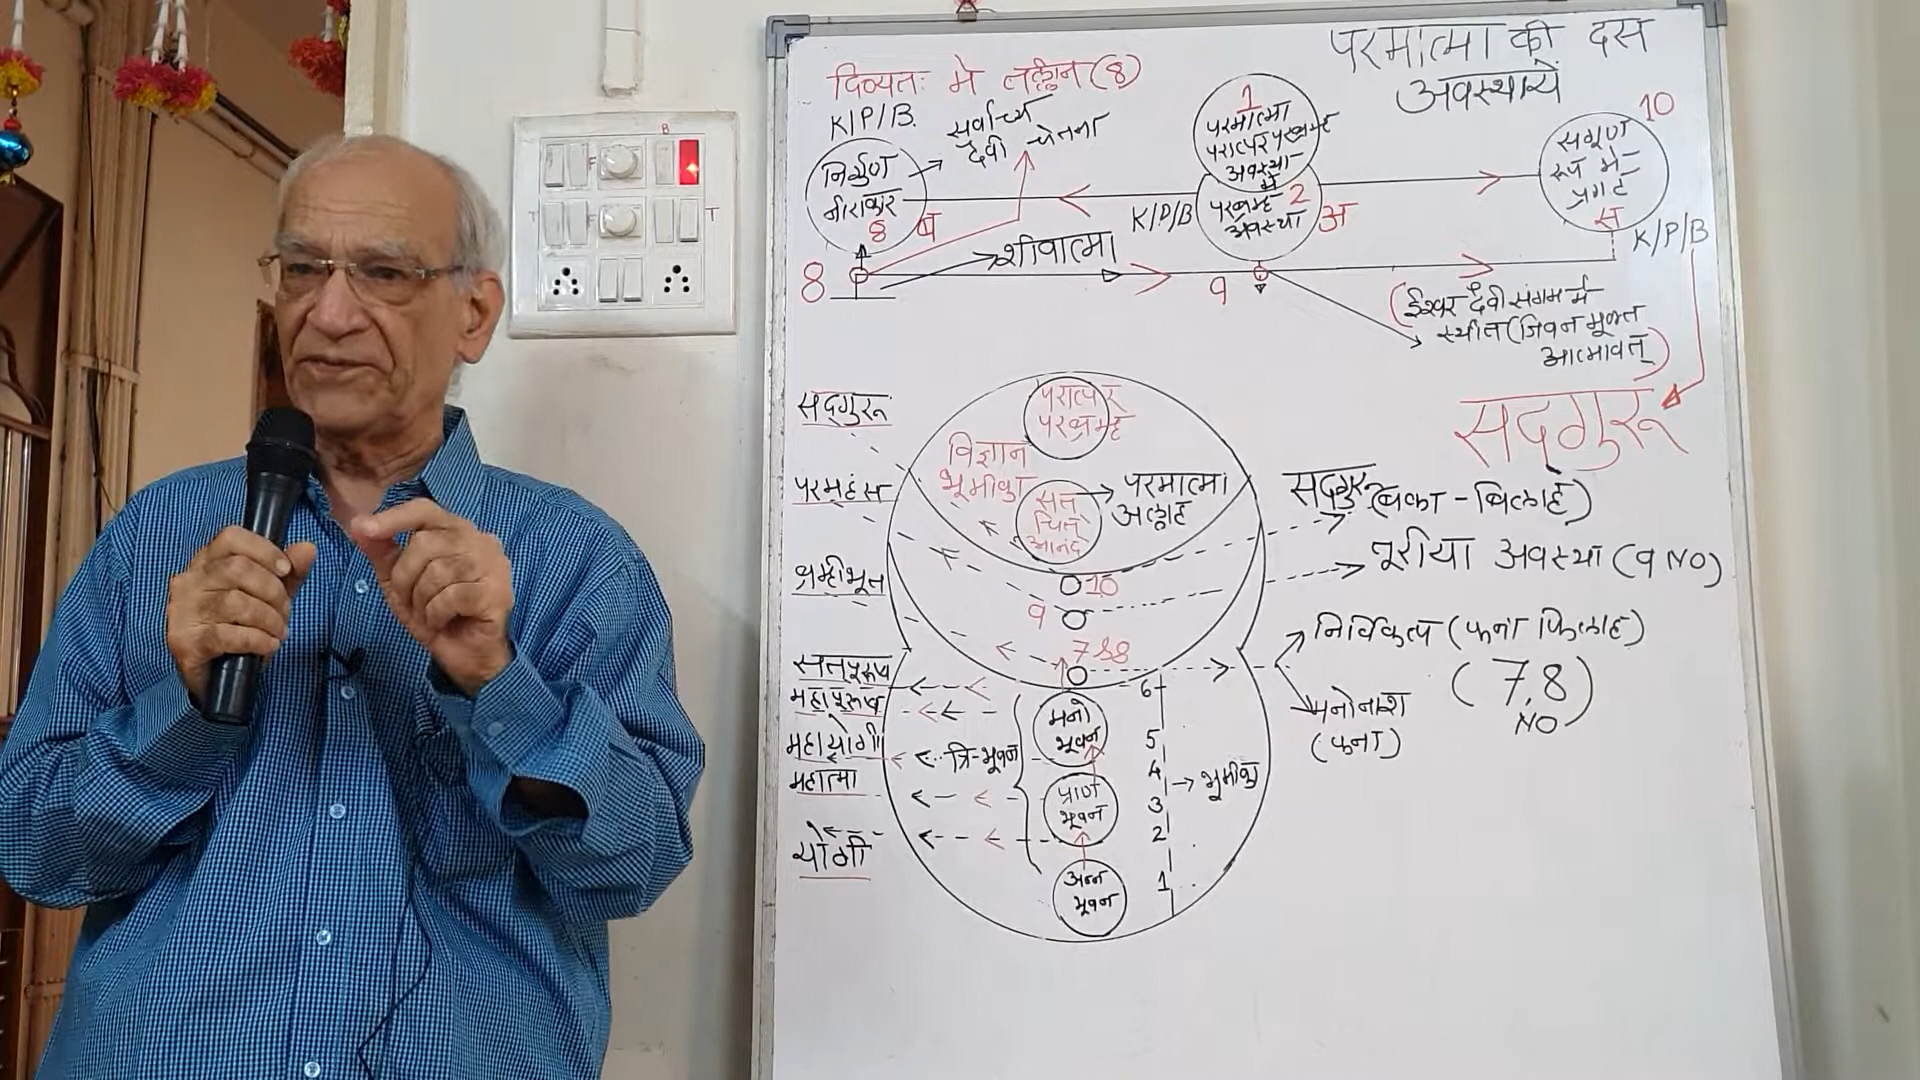 परमात्मा की दस
अवस्थायें
दिव्यतः मे तल्लीन (8)
K/P/B.
सर्वोच्च
दैवी चेतना
निर्गुण
नीराकार
8
ब
1
परमात्मा
परात्पर परब्रम्ह
अवस्था
में
परब्रम्ह 2
अवस्था
K/P/B
अ
10
सगूण
रूप मे
प्रगट
स
K/P/B
शीवात्मा
8
9
(ईश्वर दैवी संगम में
स्थीत (जिवन मूक्त
आत्मावत्)
सद्गुरू
सद्गुरू
परमहंस
ब्रम्हीभूत
सत्पूरूष
महापूरूष
महायोगी
महात्मा
योगी
परात्पर
परब्रम्ह
विज्ञान
भूमीका
सत
चित
आनंद
परमात्मा
अल्लाह
10
9
7&8
सद्गुरू (बका-बिल्लाह)
तूरीया अवस्था (9 NO)
निर्विकल्प (फना फिल्लाह)
(7,8)
NO
मनोनाश
(फना)
त्रि-भूवन
मनो
भूवन
प्राण
भूवन
अन्न
भूवन
6
5
4
3
2
1
भूमीका
T
F
B
F
T